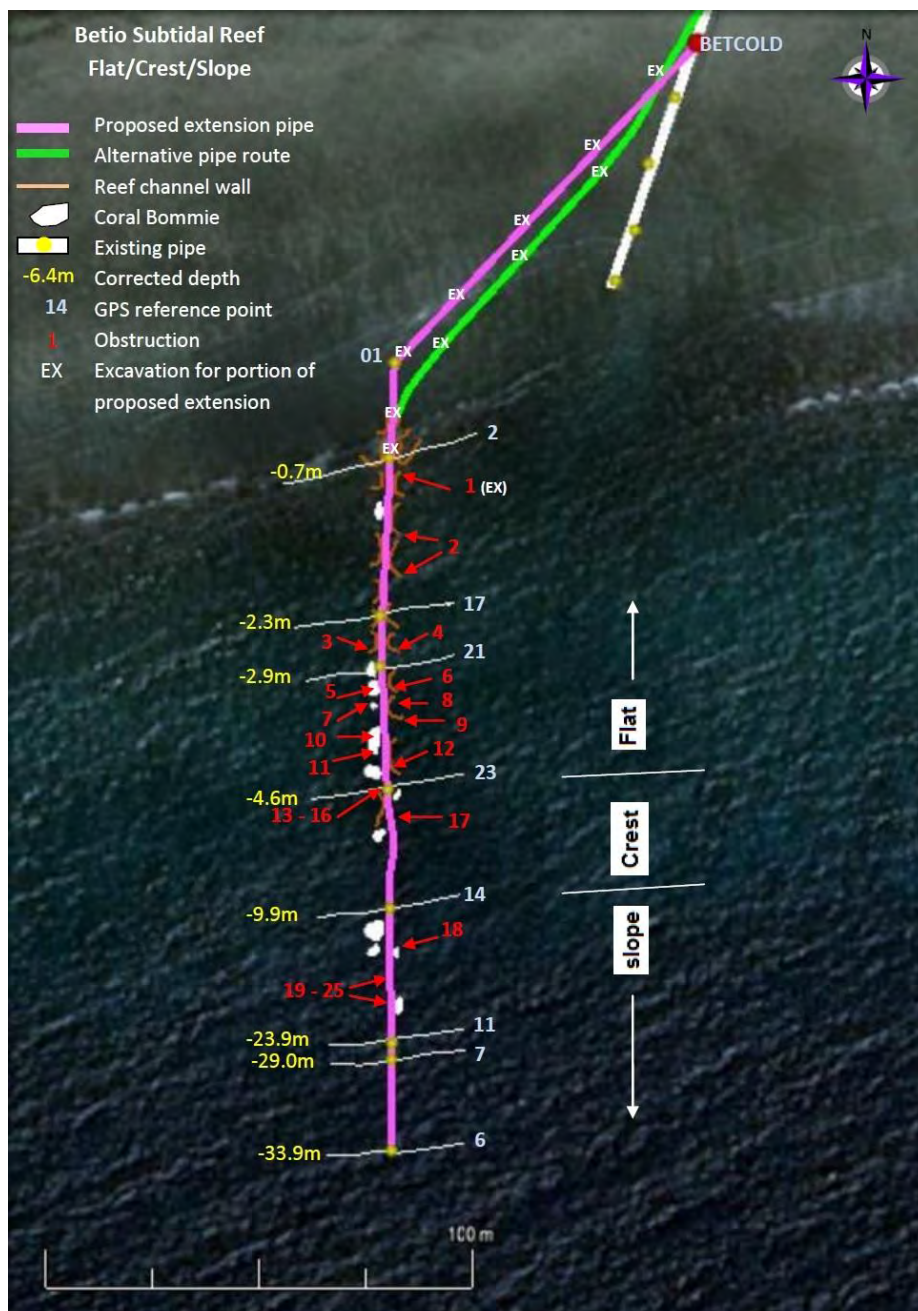 Betio Subtidal Reef
Flat/Crest/Slope
N
BETCOLD
Proposed extension pipe
Alternative pipe route
Reef channel wall
Coral Bommie
Existing pipe
-6.4m Corrected depth
14 GPS reference point
1 Obstruction
EX Excavation for portion of
proposed extension
EX
EX
EX
EX
EX
EX
EX
01 EX
EX
2
EX
-0.7m
1 (EX)
2
17
-2.3m
3 4
21
-2.9m
6
5
8
7
9
10
12
11
23
-4.6m
13 - 16
17
Flat
Crest
14
-9.9m
18
slope
19 - 25
11
-23.9m
7
-29.0m
6
-33.9m
100 m